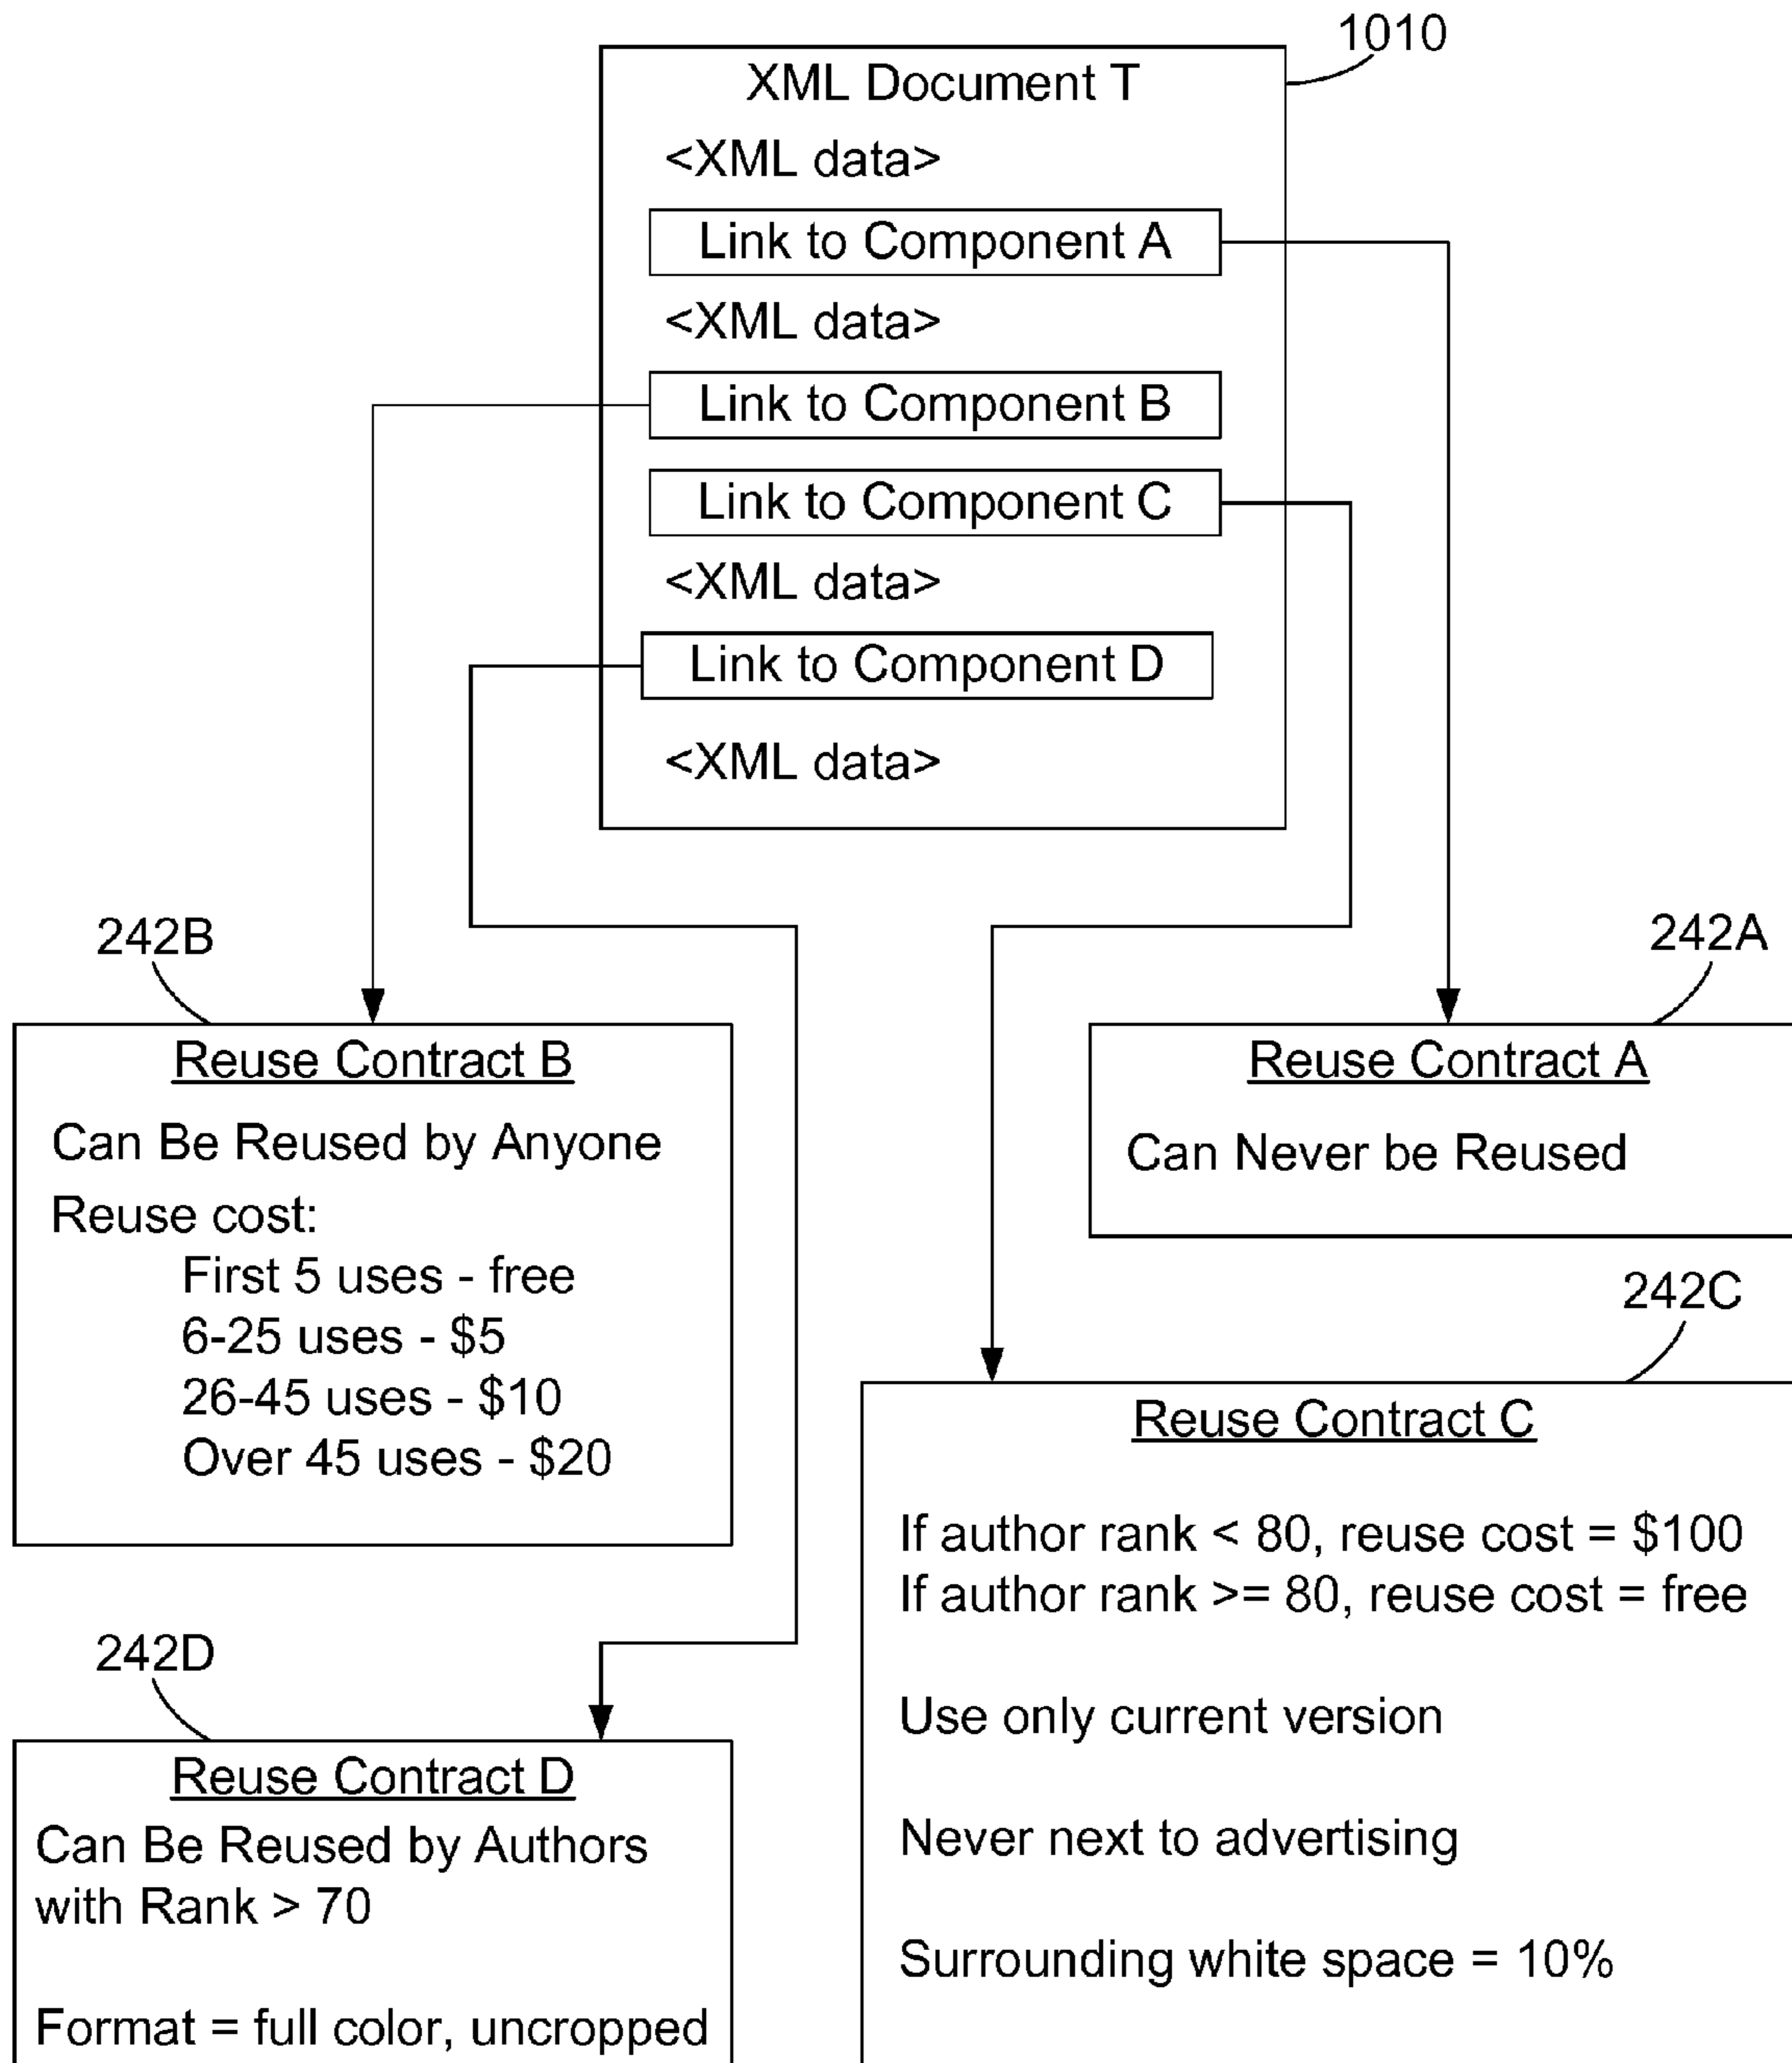 1010
XML Document T
<XML data>
Link to Component A
<XML data>
Link to Component B
Link to Component C
<XML data>
Link to Component D
<XML data>
242B
Reuse Contract B
Can Be Reused by Anyone
Reuse cost:
First 5 uses - free
6-25 uses - $5
26-45 uses - $10
Over 45 uses - $20
242A
Reuse Contract A
Can Never be Reused
242C
Reuse Contract C
If author rank < 80, reuse cost = $100
If author rank >= 80, reuse cost = free
Use only current version
Never next to advertising
Surrounding white space = 10%
242D
Reuse Contract D
Can Be Reused by Authors
with Rank > 70
Format = full color, uncropped